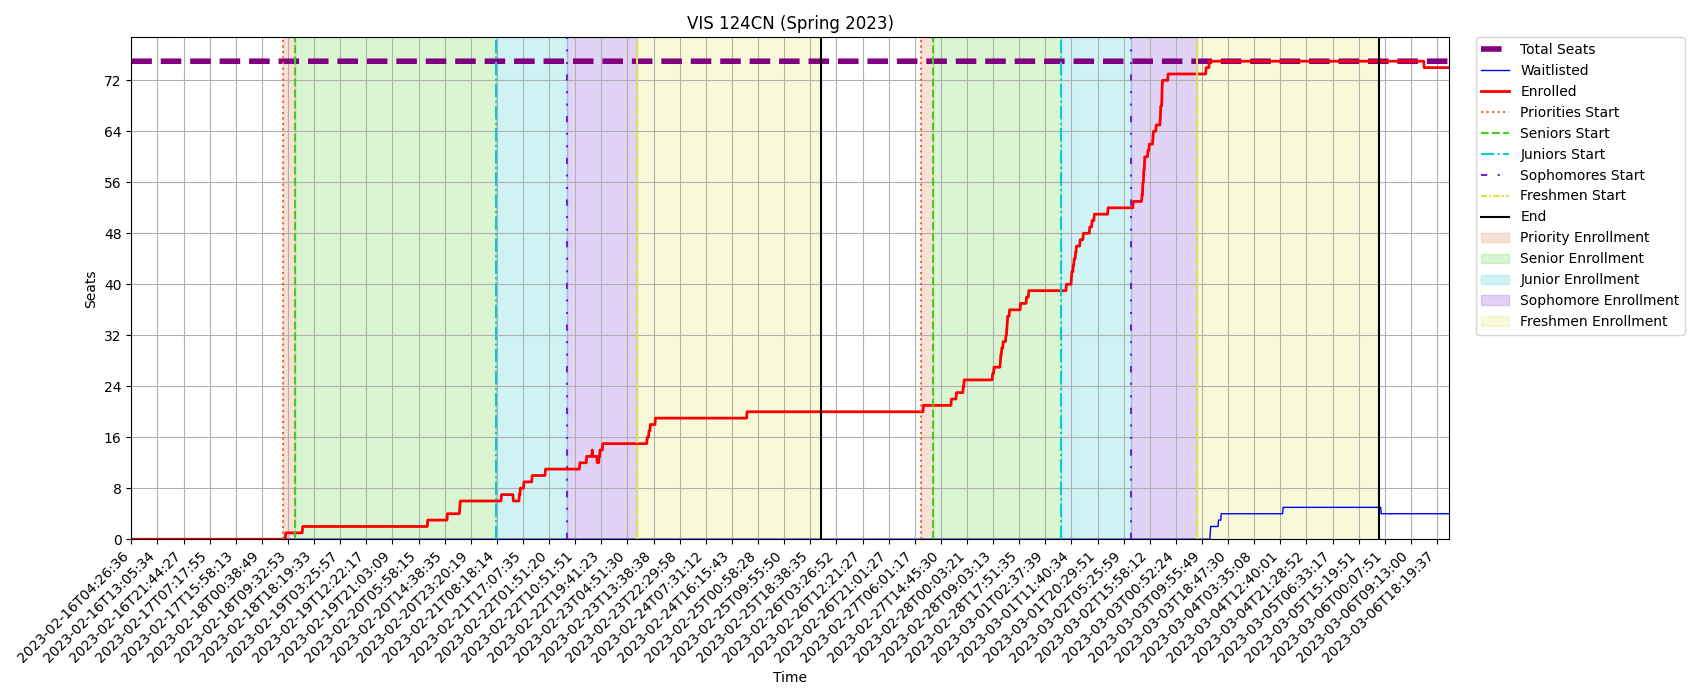 VIS 124CN (Spring 2023)
Total Seats
Waitlisted
Enrolled
Priorities Start
Seniors Start
Juniors Start
Sophomores Start
Freshmen Start
End
Priority Enrollment
Senior Enrollment
Junior Enrollment
Sophomore Enrollment
Freshmen Enrollment
Seats
72
64
56
48
40
32
24
16
8
0
2023-02-16T04:26:36
2023-02-16T13:05:34
2023-02-16T21:44:27
2023-02-17T07:17:55
2023-02-17T15:58:13
2023-02-18T00:38:49
2023-02-18T09:32:53
2023-02-18T18:19:33
2023-02-19T03:25:57
2023-02-19T12:22:17
2023-02-19T21:03:09
2023-02-20T05:58:15
2023-02-20T14:38:35
2023-02-20T23:20:19
2023-02-21T08:18:14
2023-02-21T17:07:35
2023-02-22T01:51:20
2023-02-22T10:51:51
2023-02-22T19:41:23
2023-02-23T04:51:30
2023-02-23T13:38:38
2023-02-23T22:29:58
2023-02-24T07:31:12
2023-02-24T16:15:43
2023-02-25T00:58:28
2023-02-25T09:55:50
2023-02-25T18:38:35
2023-02-26T03:26:52
2023-02-26T12:21:27
2023-02-26T21:01:27
2023-02-27T06:01:17
2023-02-27T14:45:30
2023-02-28T00:03:21
2023-02-28T09:03:13
2023-02-28T17:51:35
2023-03-01T02:37:39
2023-03-01T11:40:34
2023-03-01T20:29:51
2023-03-02T05:25:59
2023-03-02T15:58:12
2023-03-03T00:52:24
2023-03-03T09:55:49
2023-03-03T18:47:30
2023-03-04T03:35:08
2023-03-04T12:40:01
2023-03-04T21:28:52
2023-03-05T06:33:17
2023-03-05T15:19:51
2023-03-06T00:07:51
2023-03-06T09:13:00
2023-03-06T18:19:37
Time